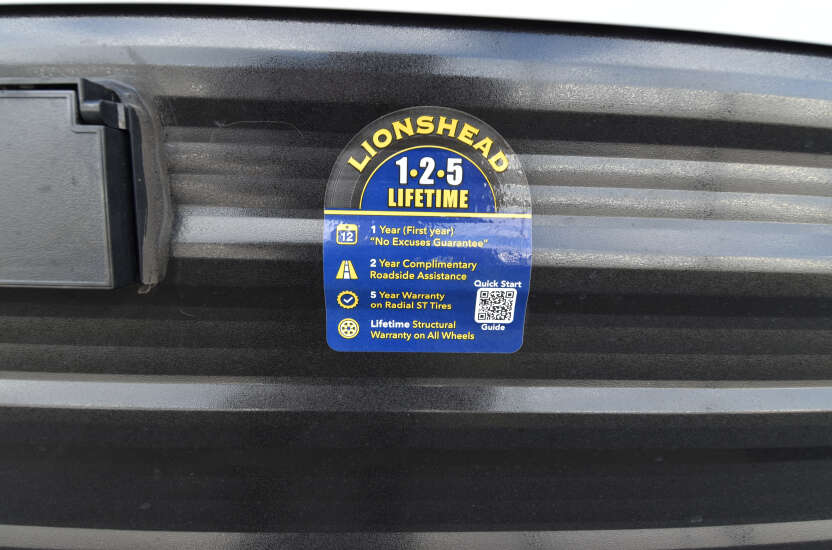 LIONSHEAD
1•2•5
LIFETIME
12
1 Year (First year)
"No Excuses Guarantee"
2 Year Complimentary
Roadside Assistance
5 Year Warranty
on Radial ST Tires
Lifetime Structural
Warranty on All Wheels
Quick Start
Guide